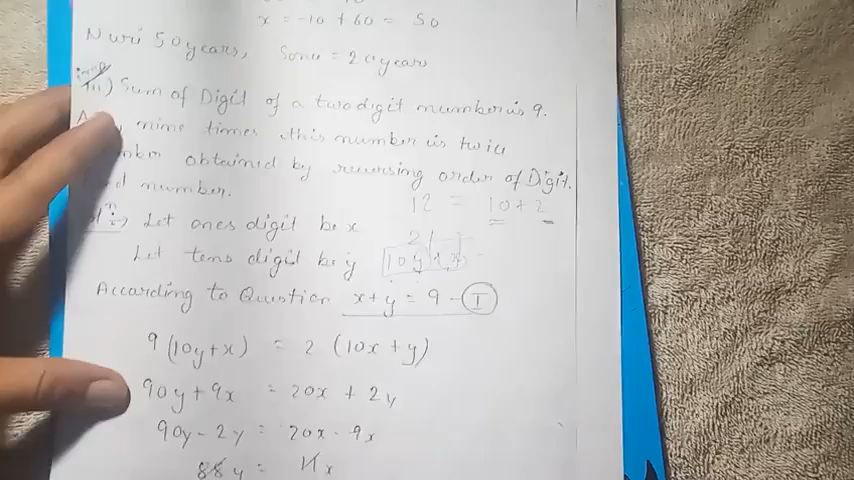 x = -10 + 60 = 50
Nuri 50 years, Sonu = 20 years
iii) Sum of Digit of a two digit number is 9.
nine times this number is twice
obtained by reversing order of Digit.
number.
12 = 10 + 2
Let ones digit be x
21
Let tens digit be y 10y + x
According to Question x + y = 9 - I
9 (10y + x) = 2 (10x + y)
90y + 9x = 20x + 2y
90y - 2y = 20x - 9x
88y = 11x